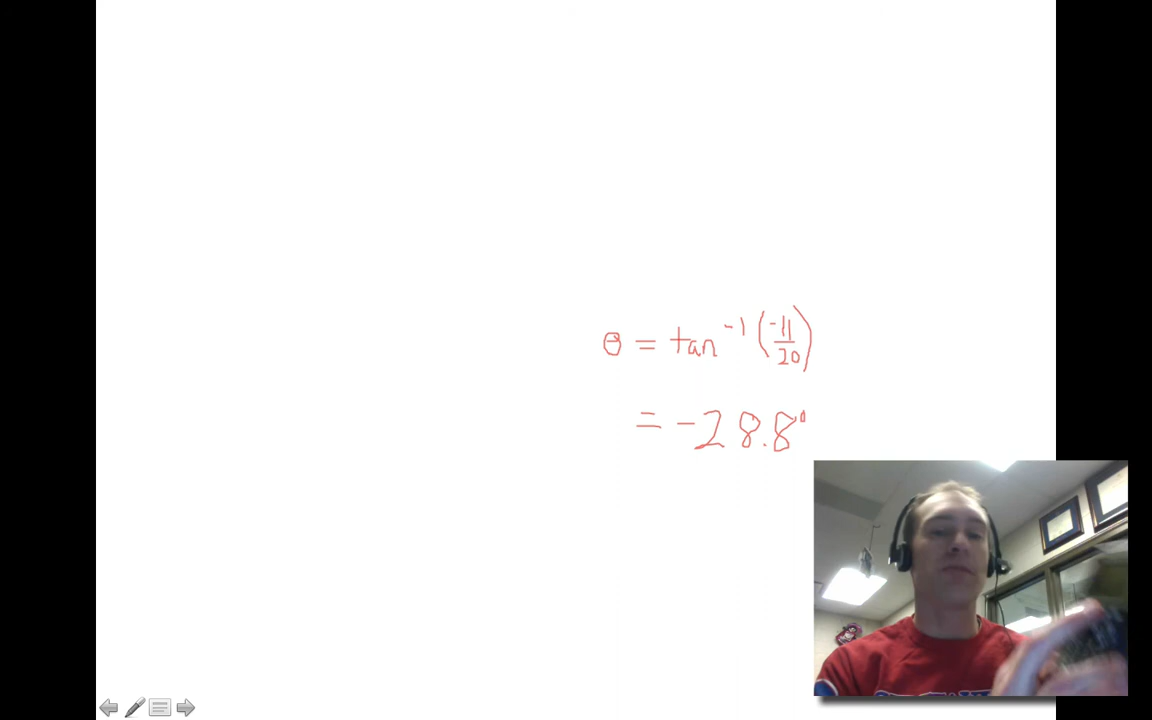 θ = tan⁻¹(-11/20)
= -28.8°